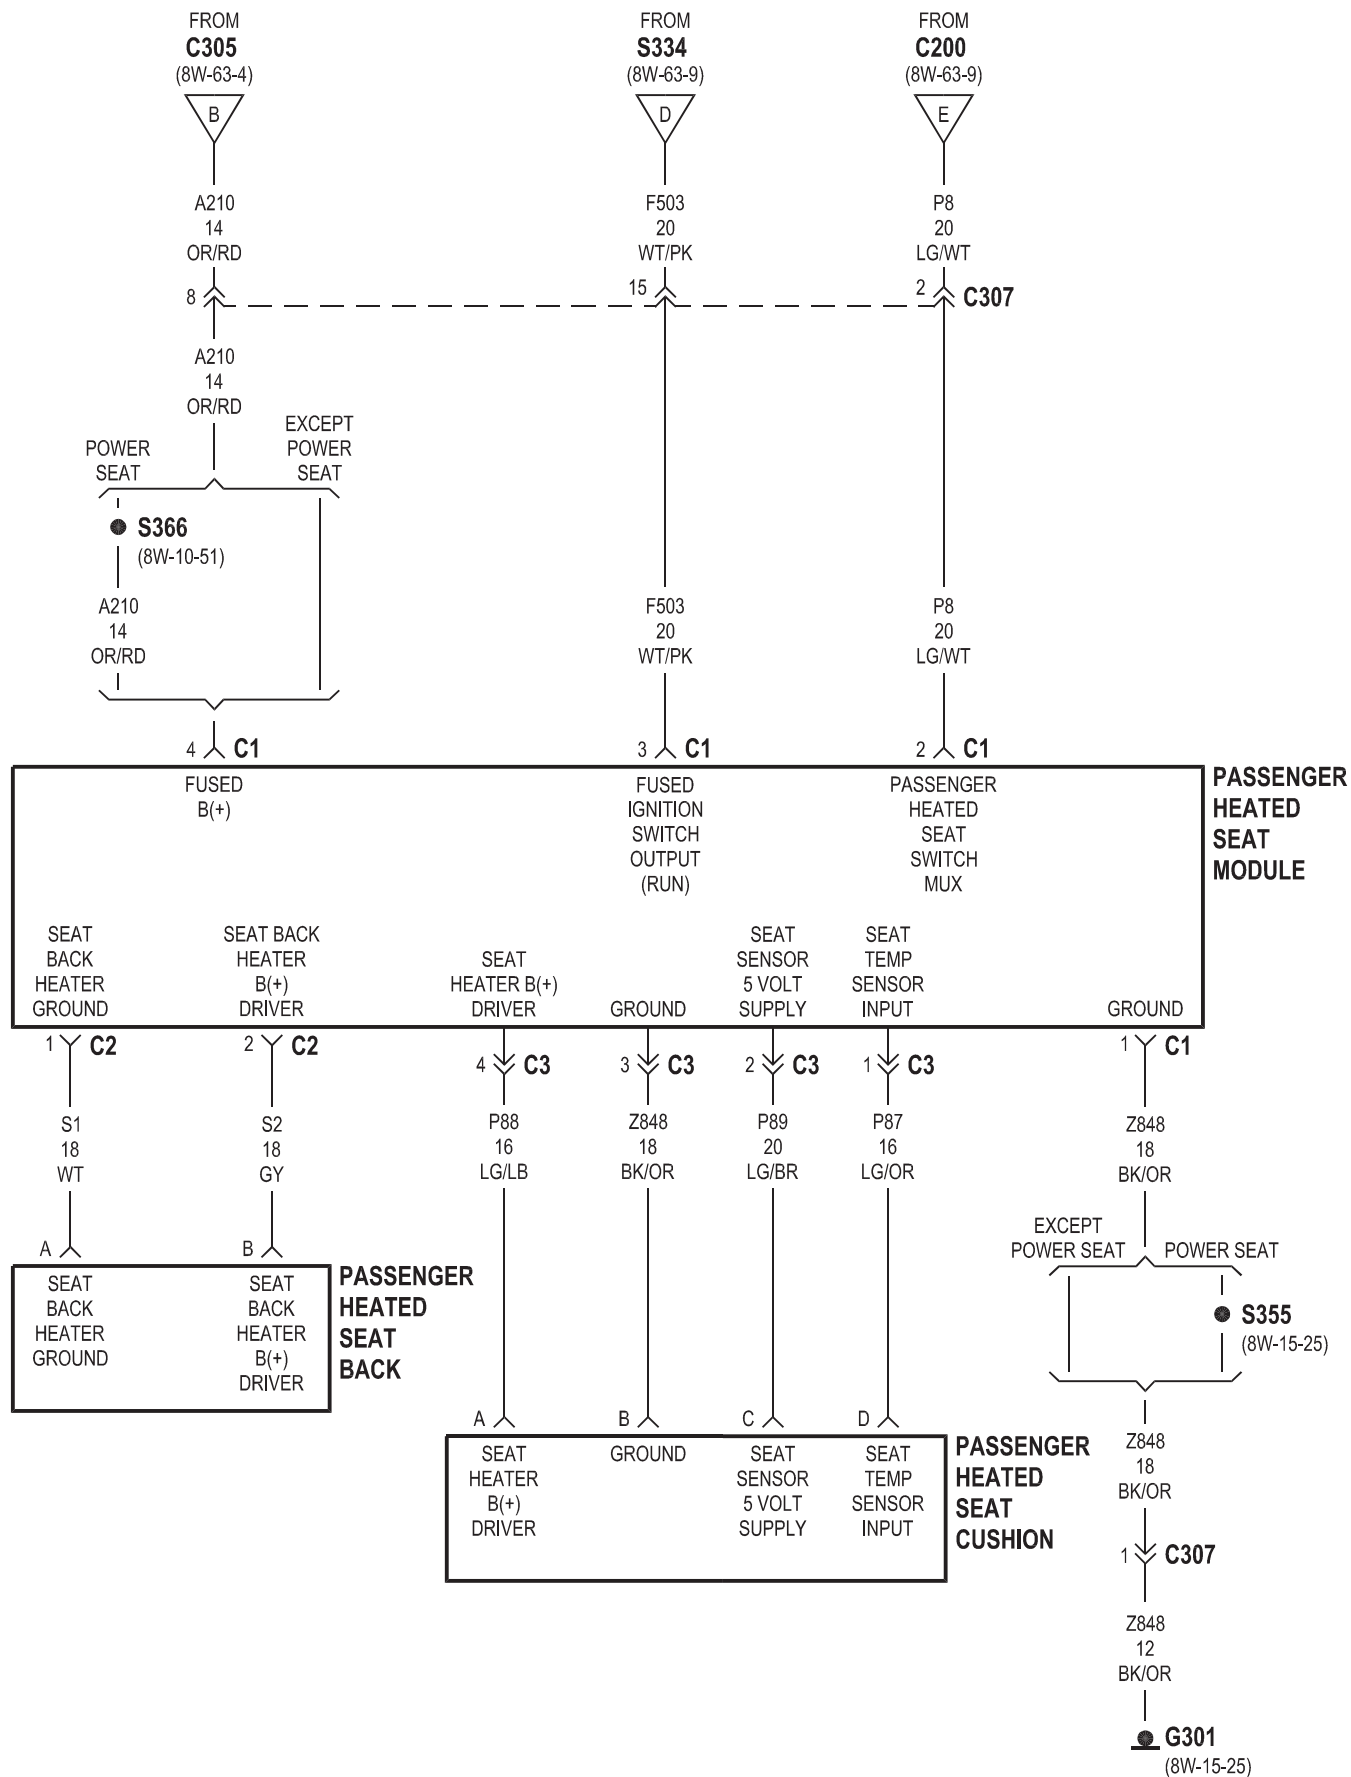 FROM
C305
(8W-63-4)
B
FROM
S334
(8W-63-9)
D
FROM
C200
(8W-63-9)
E
A210
14
OR/RD
F503
20
WT/PK
P8
20
LG/WT
8
15
2
C307
A210
14
OR/RD
POWER
SEAT
EXCEPT
POWER
SEAT
S366
(8W-10-51)
A210
14
OR/RD
F503
20
WT/PK
P8
20
LG/WT
4
C1
3
C1
2
C1
PASSENGER
HEATED
SEAT
MODULE
FUSED
B(+)
FUSED
IGNITION
SWITCH
OUTPUT
(RUN)
PASSENGER
HEATED
SEAT
SWITCH
MUX
SEAT
BACK
HEATER
GROUND
SEAT BACK
HEATER
B(+)
DRIVER
SEAT
HEATER B(+)
DRIVER
GROUND
SEAT
SENSOR
5 VOLT
SUPPLY
SEAT
TEMP
SENSOR
INPUT
GROUND
1
C2
2
C2
4
C3
3
C3
2
C3
1
C3
1
C1
S1
18
WT
S2
18
GY
P88
16
LG/LB
Z848
18
BK/OR
P89
20
LG/BR
P87
16
LG/OR
Z848
18
BK/OR
A
B
SEAT
BACK
HEATER
GROUND
SEAT
BACK
HEATER
B(+)
DRIVER
PASSENGER
HEATED
SEAT
BACK
EXCEPT
POWER SEAT
POWER SEAT
S355
(8W-15-25)
A
B
C
D
SEAT
HEATER
B(+)
DRIVER
GROUND
SEAT
SENSOR
5 VOLT
SUPPLY
SEAT
TEMP
SENSOR
INPUT
PASSENGER
HEATED
SEAT
CUSHION
Z848
18
BK/OR
1
C307
Z848
12
BK/OR
G301
(8W-15-25)